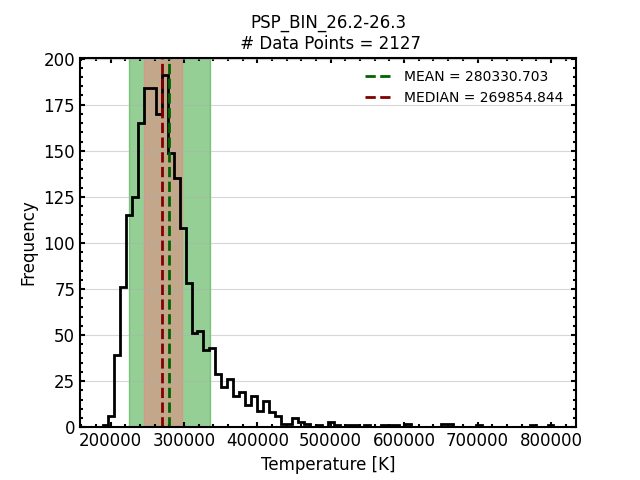 PSP_BIN_26.2-26.3
# Data Points = 2127
200
175
150
125
100
75
50
25
0
Frequency
MEAN = 280330.703
MEDIAN = 269854.844
200000 300000 400000 500000 600000 700000 800000
Temperature [K]